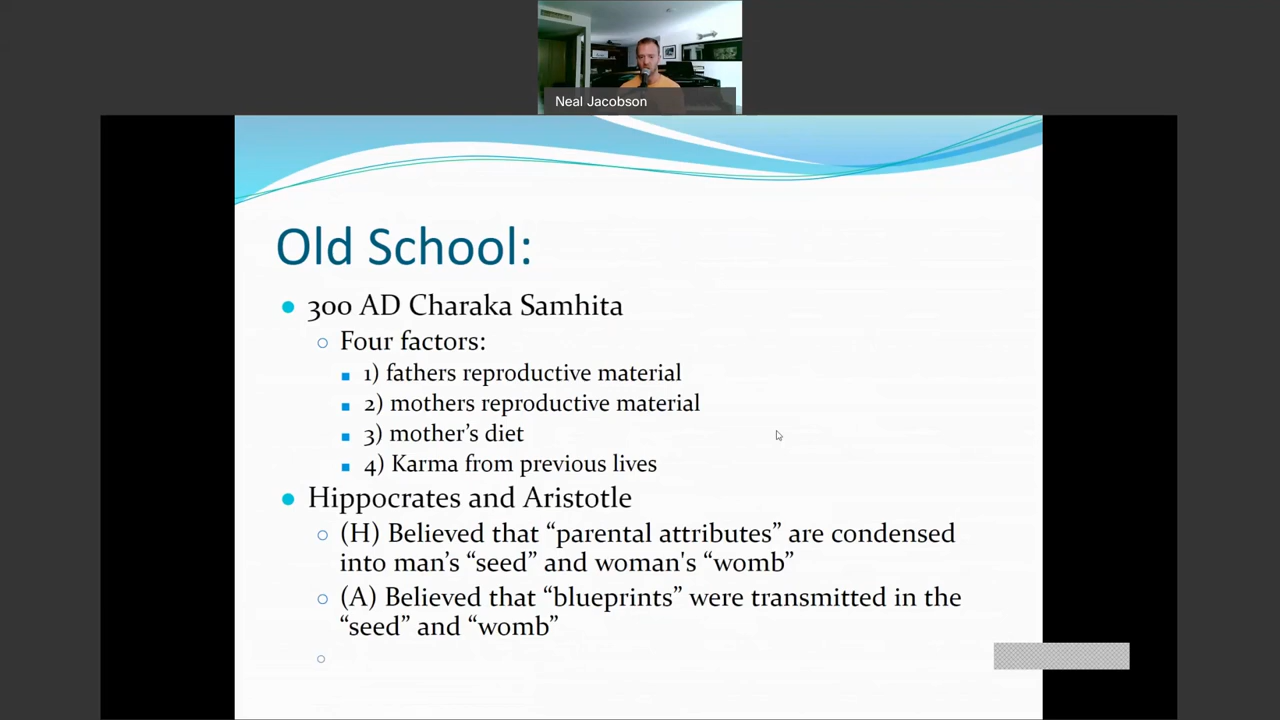 Neal Jacobson
Old School:
300 AD Charaka Samhita
Four factors:
1) fathers reproductive material
2) mothers reproductive material
3) mother’s diet
4) Karma from previous lives
Hippocrates and Aristotle
(H) Believed that “parental attributes” are condensed
into man’s “seed” and woman's “womb”
(A) Believed that “blueprints” were transmitted in the
“seed” and “womb”